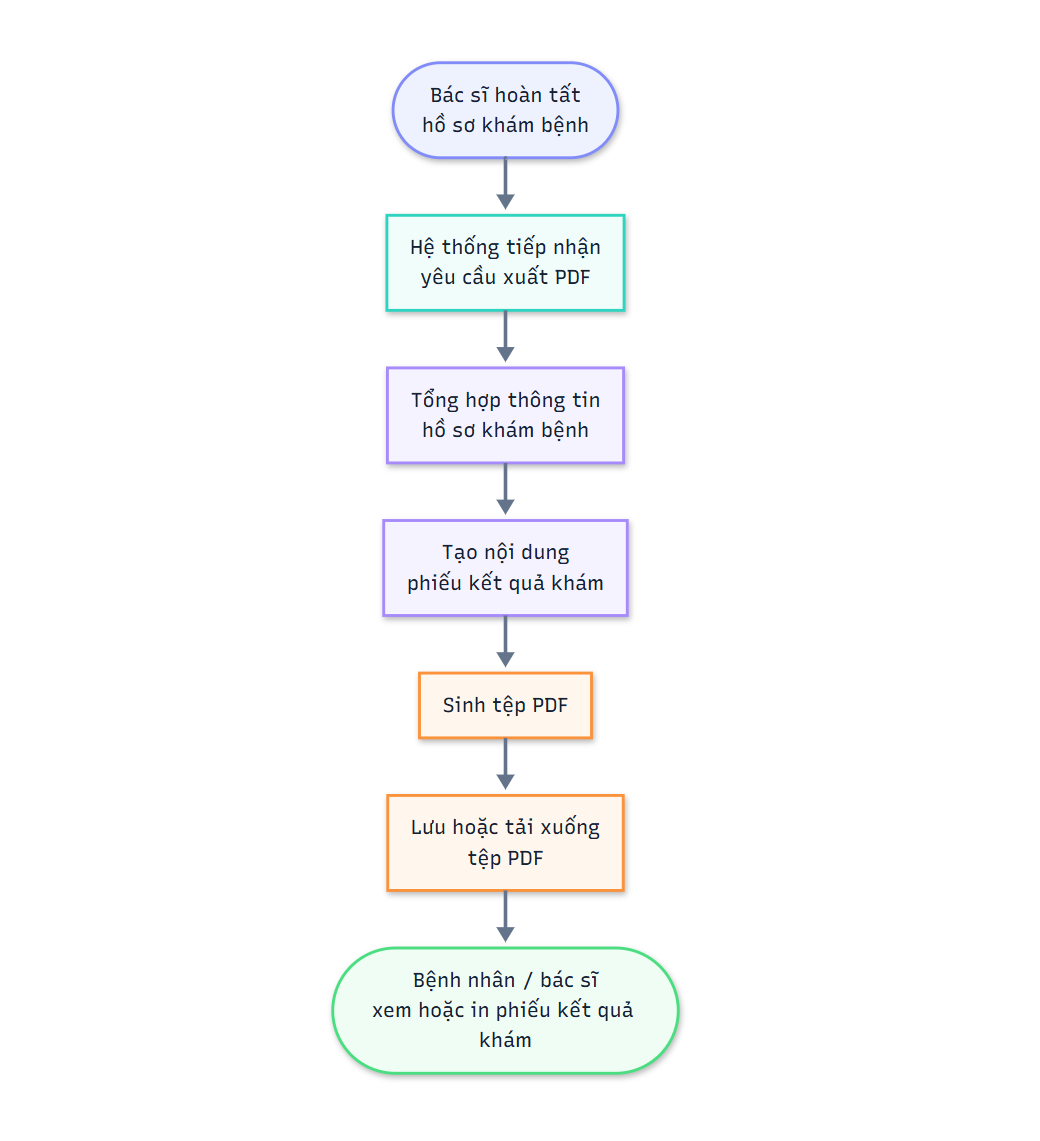 Bác sĩ hoàn tất
hồ sơ khám bệnh
Hệ thống tiếp nhận
yêu cầu xuất PDF
Tổng hợp thông tin
hồ sơ khám bệnh
Tạo nội dung
phiếu kết quả khám
Sinh tệp PDF
Lưu hoặc tải xuống
tệp PDF
Bệnh nhân / bác sĩ
xem hoặc in phiếu kết quả
khám